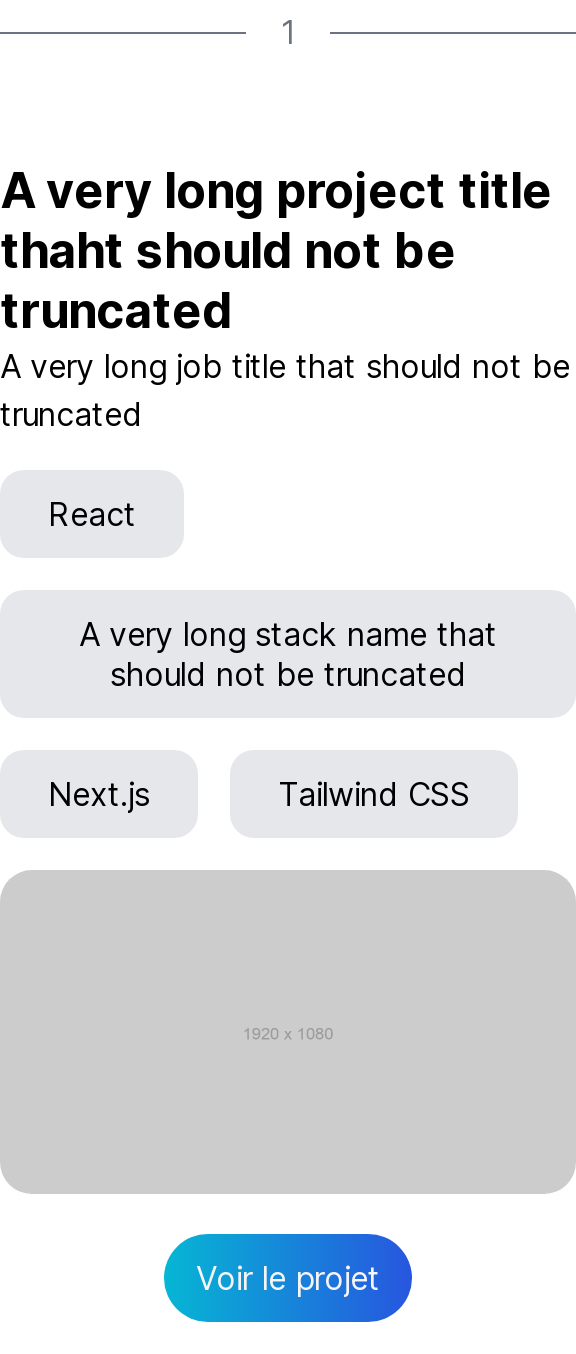 1
A very long project title
thaht should not be
truncated
A very long job title that should not be
truncated
React
A very long stack name that
should not be truncated
Next.js
Tailwind CSS
1920 x 1080
Voir le projet